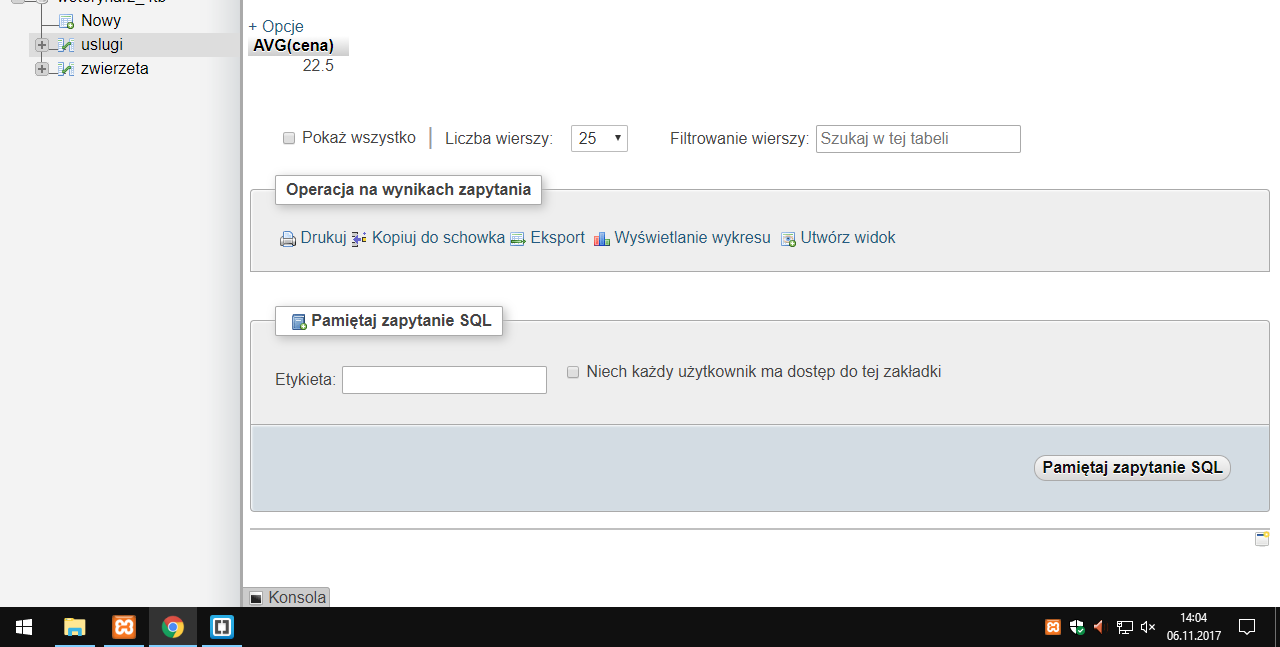 Nowy
uslugi
zwierzeta
+ Opcje
AVG(cena)
22.5
Pokaż wszystko
Liczba wierszy: 25
Filtrowanie wierszy: Szukaj w tej tabeli
Operacja na wynikach zapytania
Drukuj Kopiuj do schowka Eksport Wyświetlanie wykresu Utwórz widok
Pamiętaj zapytanie SQL
Etykieta:
Niech każdy użytkownik ma dostęp do tej zakładki
Pamiętaj zapytanie SQL
Konsola
14:04
06.11.2017